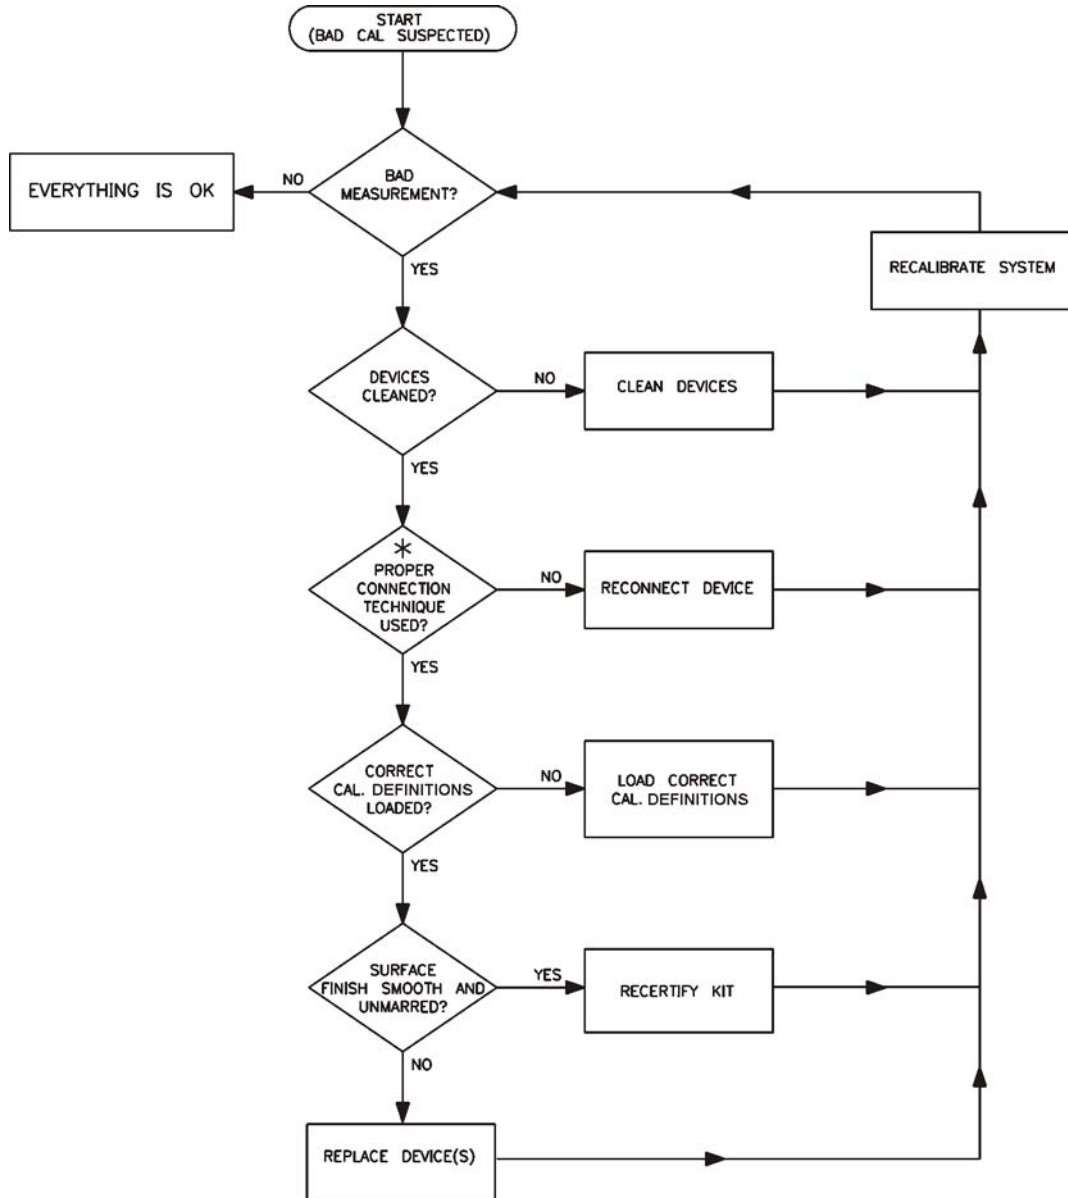 START
(BAD CAL SUSPECTED)
BAD
MEASUREMENT?
NO
EVERYTHING IS OK
YES
RECALIBRATE SYSTEM
DEVICES
CLEANED?
NO
CLEAN DEVICES
YES
*
PROPER
CONNECTION
TECHNIQUE
USED?
NO
RECONNECT DEVICE
YES
CORRECT
CAL. DEFINITIONS
LOADED?
NO
LOAD CORRECT
CAL. DEFINITIONS
YES
SURFACE
FINISH SMOOTH AND
UNMARRED?
YES
RECERTIFY KIT
NO
REPLACE DEVICE(S)